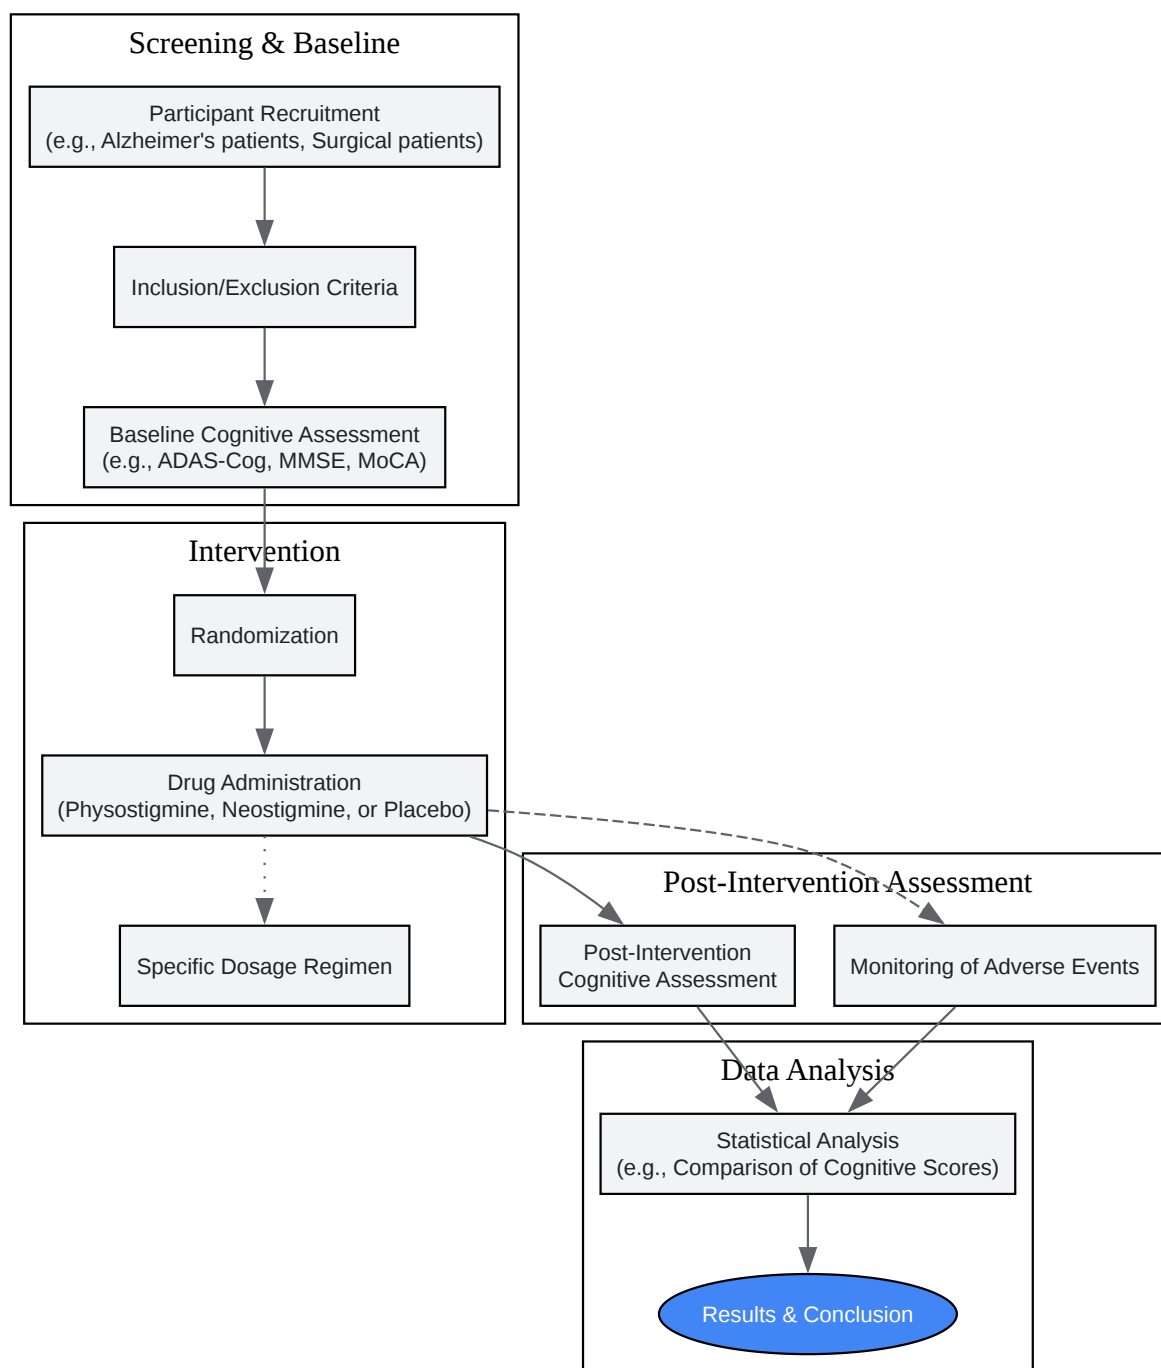 Screening & Baseline
Participant Recruitment
(e.g., Alzheimer's patients, Surgical patients)
Inclusion/Exclusion Criteria
Baseline Cognitive Assessment
(e.g., ADAS-Cog, MMSE, MoCA)
Intervention
Randomization
Drug Administration
(Physostigmine, Neostigmine, or Placebo)
Specific Dosage Regimen
Post-Intervention Assessment
Post-Intervention
Cognitive Assessment
Monitoring of Adverse Events
Data Analysis
Statistical Analysis
(e.g., Comparison of Cognitive Scores)
Results & Conclusion